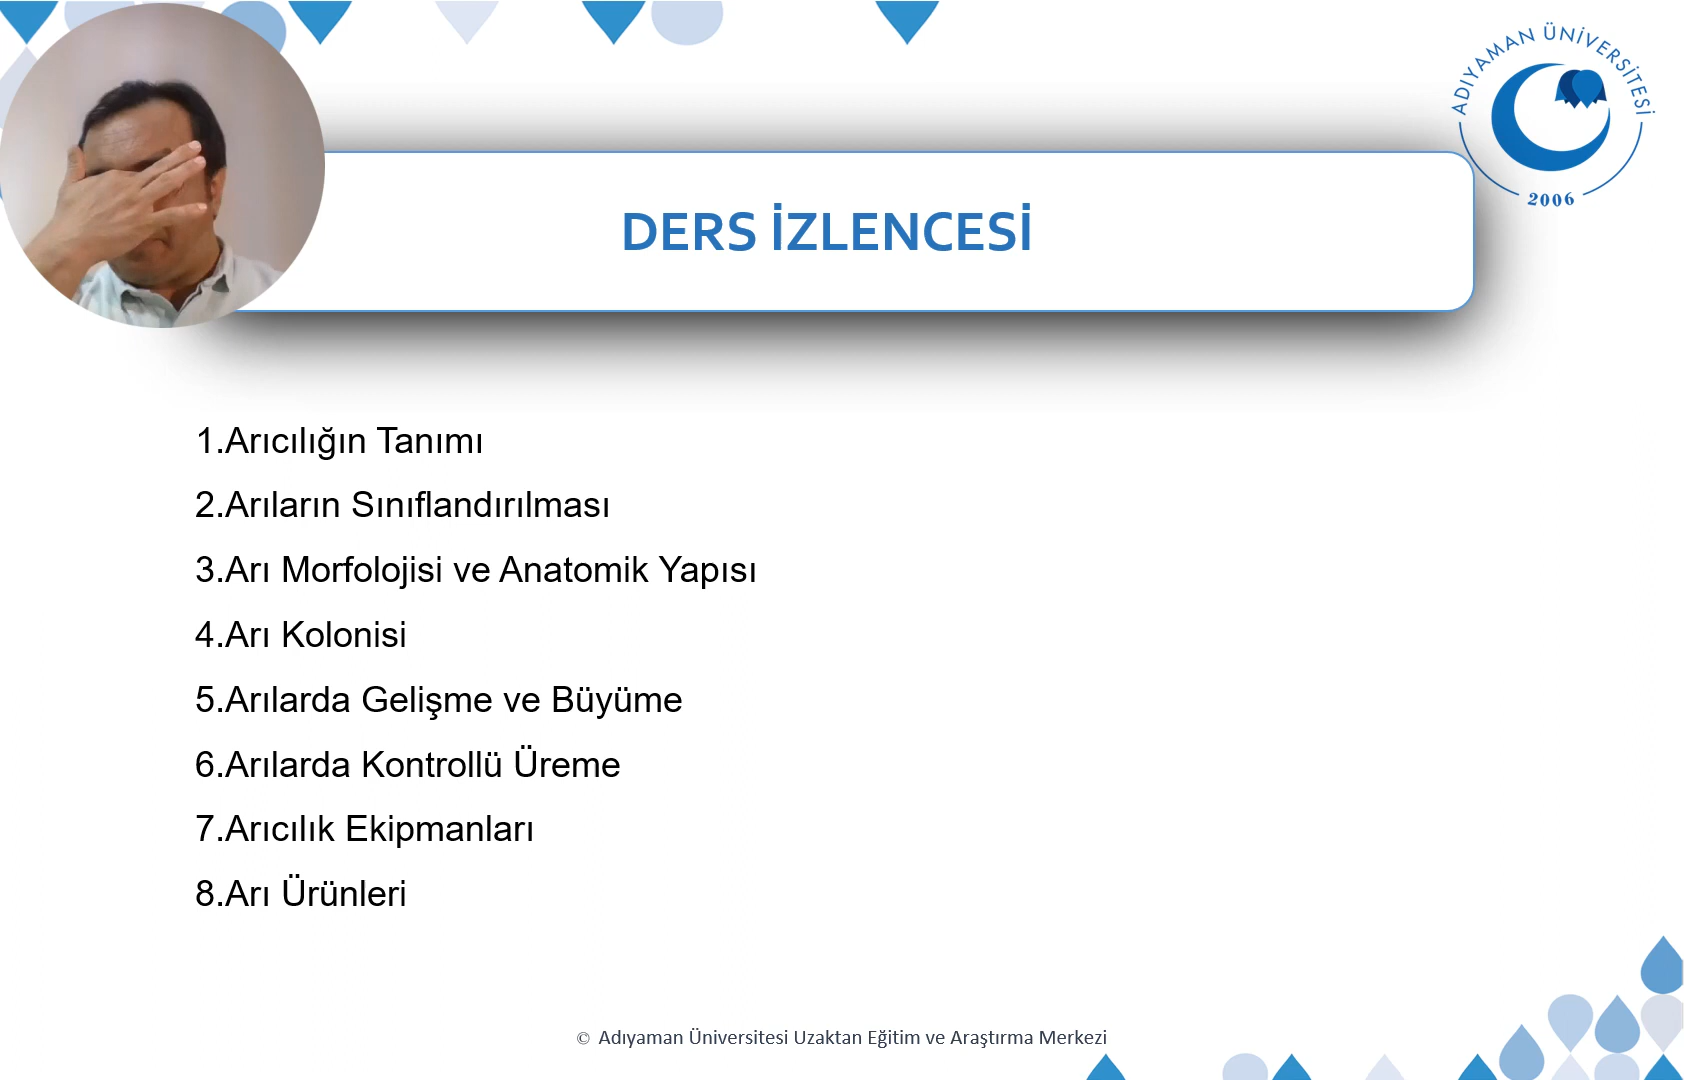 ADIYAMAN ÜNİVERSİTESİ
2006
DERS İZLENCESİ
1.Arıcılığın Tanımı
2.Arıların Sınıflandırılması
3.Arı Morfolojisi ve Anatomik Yapısı
4.Arı Kolonisi
5.Arılarda Gelişme ve Büyüme
6.Arılarda Kontrollü Üreme
7.Arıcılık Ekipmanları
8.Arı Ürünleri
© Adıyaman Üniversitesi Uzaktan Eğitim ve Araştırma Merkezi